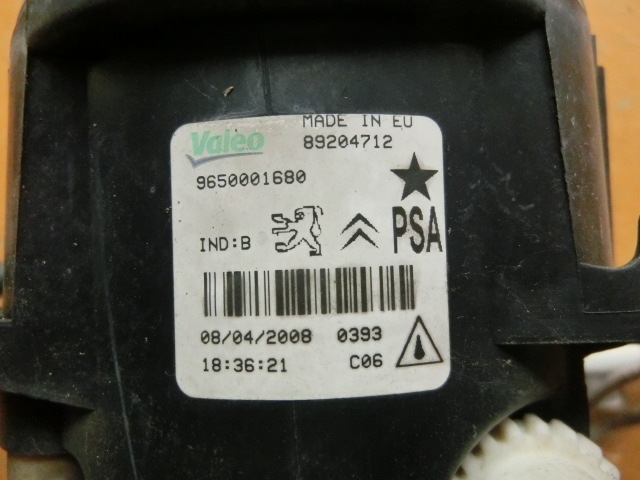 Valeo MADE IN EU
89204712
9650001680
IND:B PSA
08/04/2008 0393
18:36:21 C06